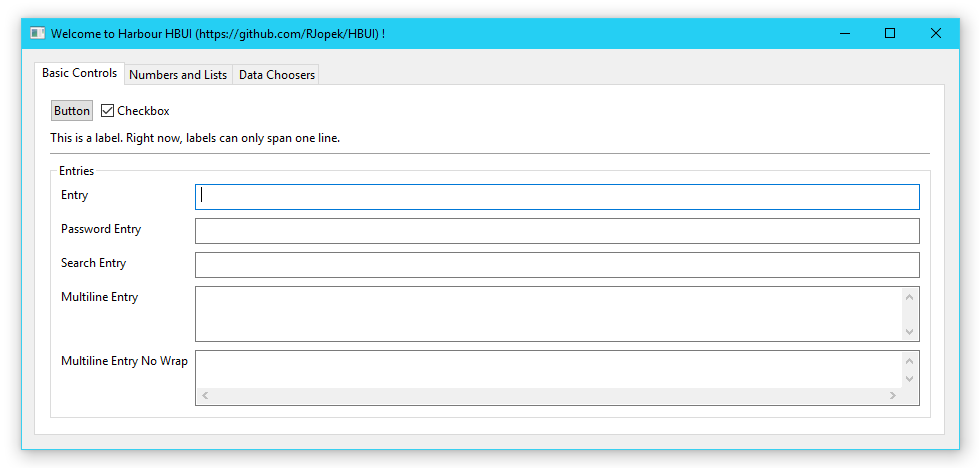 Welcome to Harbour HBUI (https://github.com/RJopek/HBUI) !
Basic Controls Numbers and Lists Data Choosers
Button Checkbox
This is a label. Right now, labels can only span one line.
Entries
Entry
Password Entry
Search Entry
Multiline Entry
Multiline Entry No Wrap